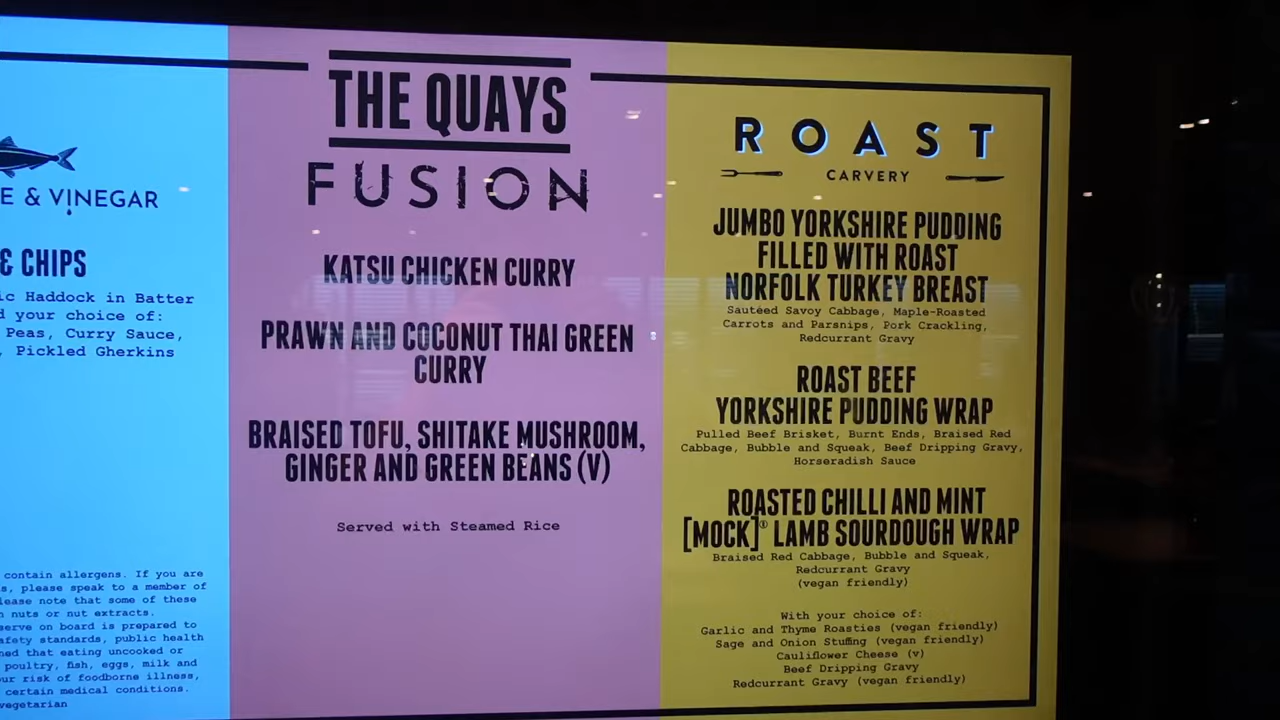 E & VINEGAR
& CHIPS
ic Haddock in Batter
d your choice of:
Peas, Curry Sauce,
, Pickled Gherkins
contain allergens. If you are
s, please speak to a member of
lease note that some of these
n nuts or nut extracts.
serve on board is prepared to
afety standards, public health
ned that eating uncooked or
poultry, fish, eggs, milk and
ur risk of foodborne illness,
certain medical conditions.
vegetarian
THE QUAYS
FUSION
KATSU CHICKEN CURRY
PRAWN AND COCONUT THAI GREEN
CURRY
BRAISED TOFU, SHITAKE MUSHROOM,
GINGER AND GREEN BEANS (V)
Served with Steamed Rice
ROAST
CARVERY
JUMBO YORKSHIRE PUDDING
FILLED WITH ROAST
NORFOLK TURKEY BREAST
Sautéed Savoy Cabbage, Maple-Roasted
Carrots and Parsnips, Pork Crackling,
Redcurrant Gravy
ROAST BEEF
YORKSHIRE PUDDING WRAP
Pulled Beef Brisket, Burnt Ends, Braised Red
Cabbage, Bubble and Squeak, Beef Dripping Gravy,
Horseradish Sauce
ROASTED CHILLI AND MINT
[MOCK]® LAMB SOURDOUGH WRAP
Braised Red Cabbage, Bubble and Squeak,
Redcurrant Gravy
(vegan friendly)
With your choice of:
Garlic and Thyme Roasties (vegan friendly)
Sage and Onion Stuffing (vegan friendly)
Cauliflower Cheese (v)
Beef Dripping Gravy
Redcurrant Gravy (vegan friendly)